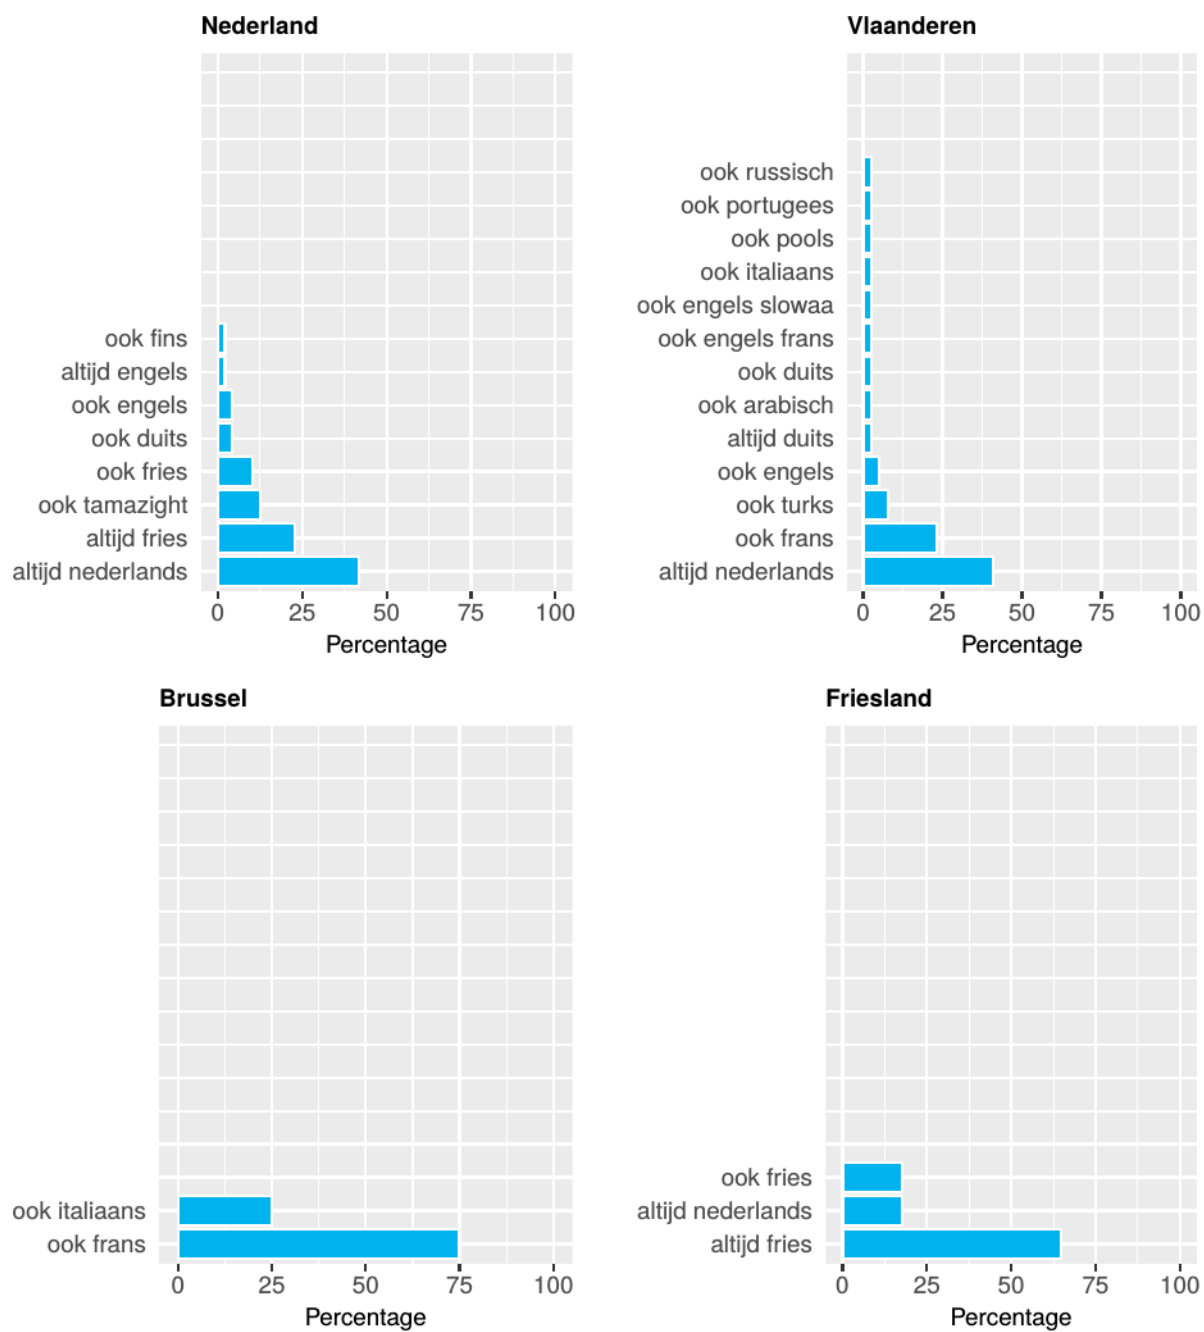 Nederland
ook fins
altijd engels
ook engels
ook duits
ook fries
ook tamazight
altijd fries
altijd nederlands
0 25 50 75 100
Percentage
Vlaanderen
ook russisch
ook portugees
ook pools
ook italiaans
ook engels slowaa
ook engels frans
ook duits
ook arabisch
altijd duits
ook engels
ook turks
ook frans
altijd nederlands
0 25 50 75 100
Percentage
Brussel
ook italiaans
ook frans
0 25 50 75 100
Percentage
Friesland
ook fries
altijd nederlands
altijd fries
0 25 50 75 100
Percentage